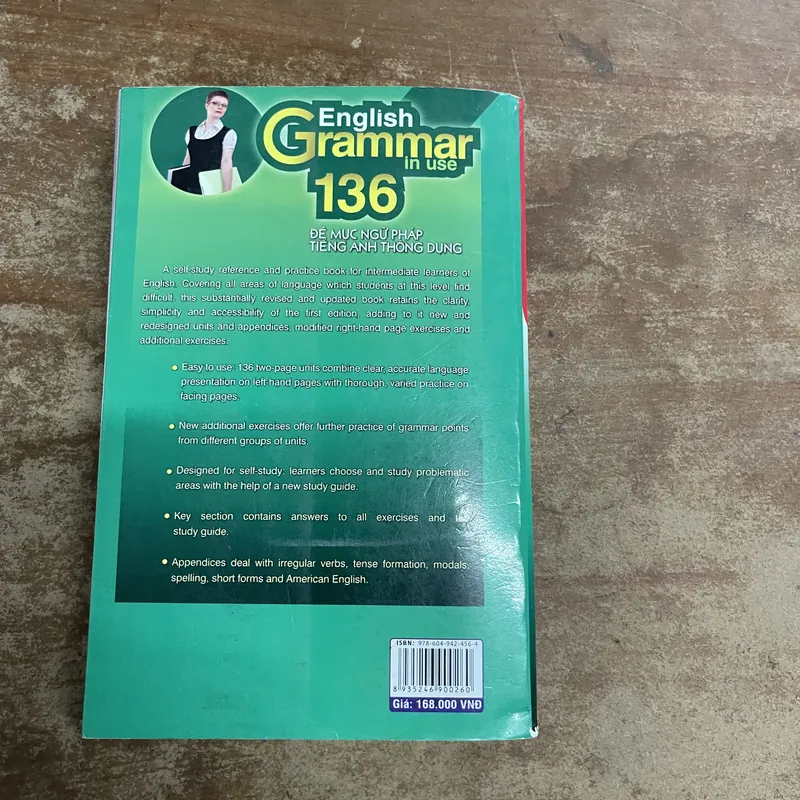 English
Grammar
in use
136
ĐỀ MỤC NGỮ PHÁP
TIẾNG ANH THÔNG DỤNG
A self-study reference and practice book for intermediate learners of
English. Covering all areas of language which students at this level find
difficult, this substantially revised and updated book retains the clarity,
simplicity and accessibility of the first edition, adding to it new and
redesigned units and appendices, modified right-hand page exercises and
additional exercises.
Easy to use: 136 two-page units combine clear, accurate language
presentation on left-hand pages with thorough, varied practice on
facing pages.
New additional exercises offer further practice of grammar points
from different groups of units.
Designed for self-study: learners choose and study problematic
areas with the help of a new study guide.
Key section contains answers to all exercises and
study guide.
Appendices deal with irregular verbs, tense formation, modals,
spelling, short forms and American English.
ISBN: 978-604-942-456-4
8 935246 900260
Giá: 168.000 VNĐ